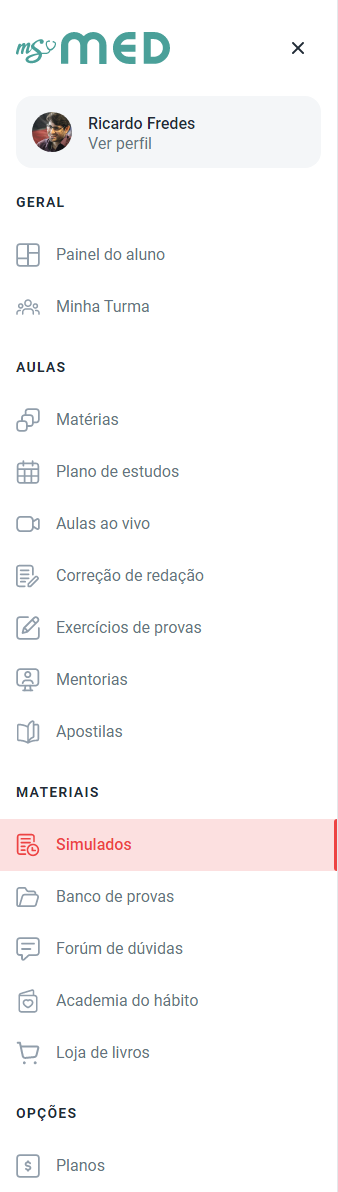 ms MED
Ricardo Fredes
Ver perfil
GERAL
Painel do aluno
Minha Turma
AULAS
Matérias
Plano de estudos
Aulas ao vivo
Correção de redação
Exercícios de provas
Mentorias
Apostilas
MATERIAIS
Simulados
Banco de provas
Forúm de dúvidas
Academia do hábito
Loja de livros
OPÇÕES
$ Planos